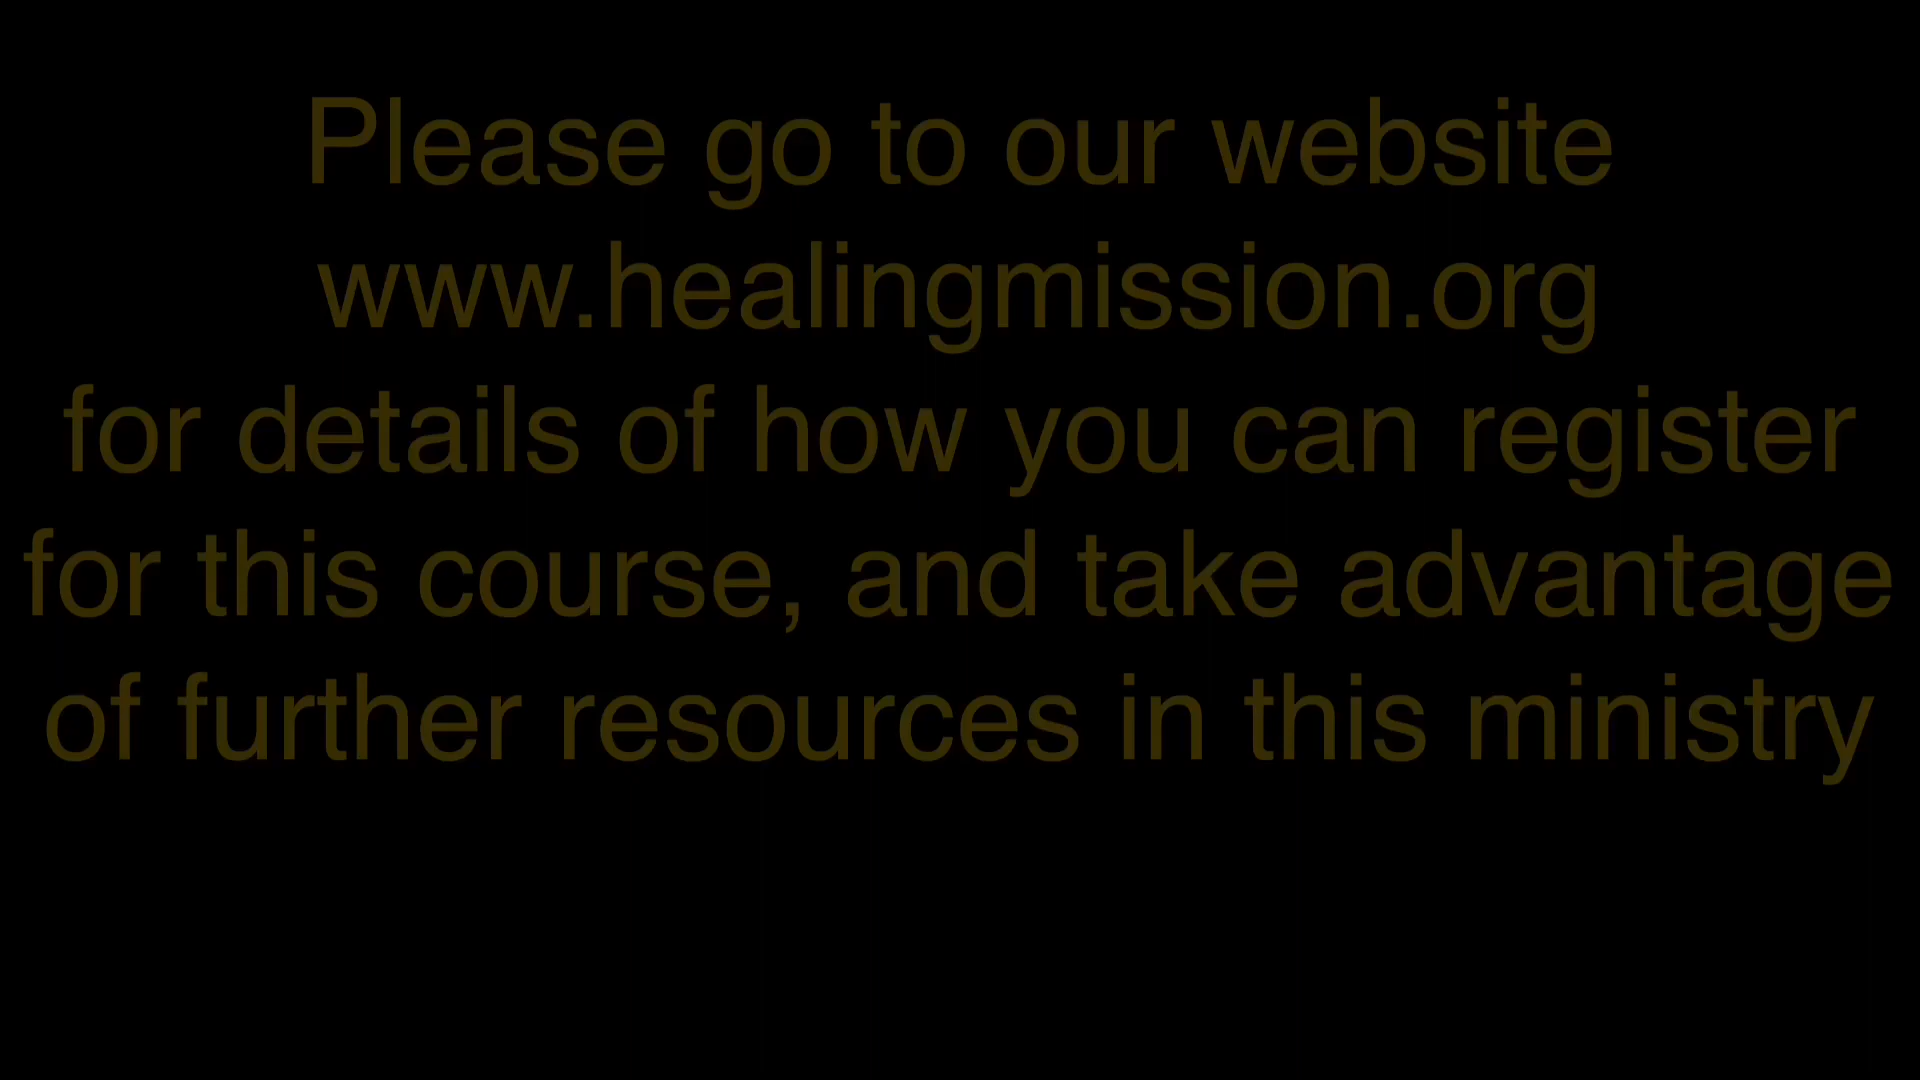 Please go to our website
www.healingmission.org
for details of how you can register
for this course, and take advantage
of further resources in this ministry